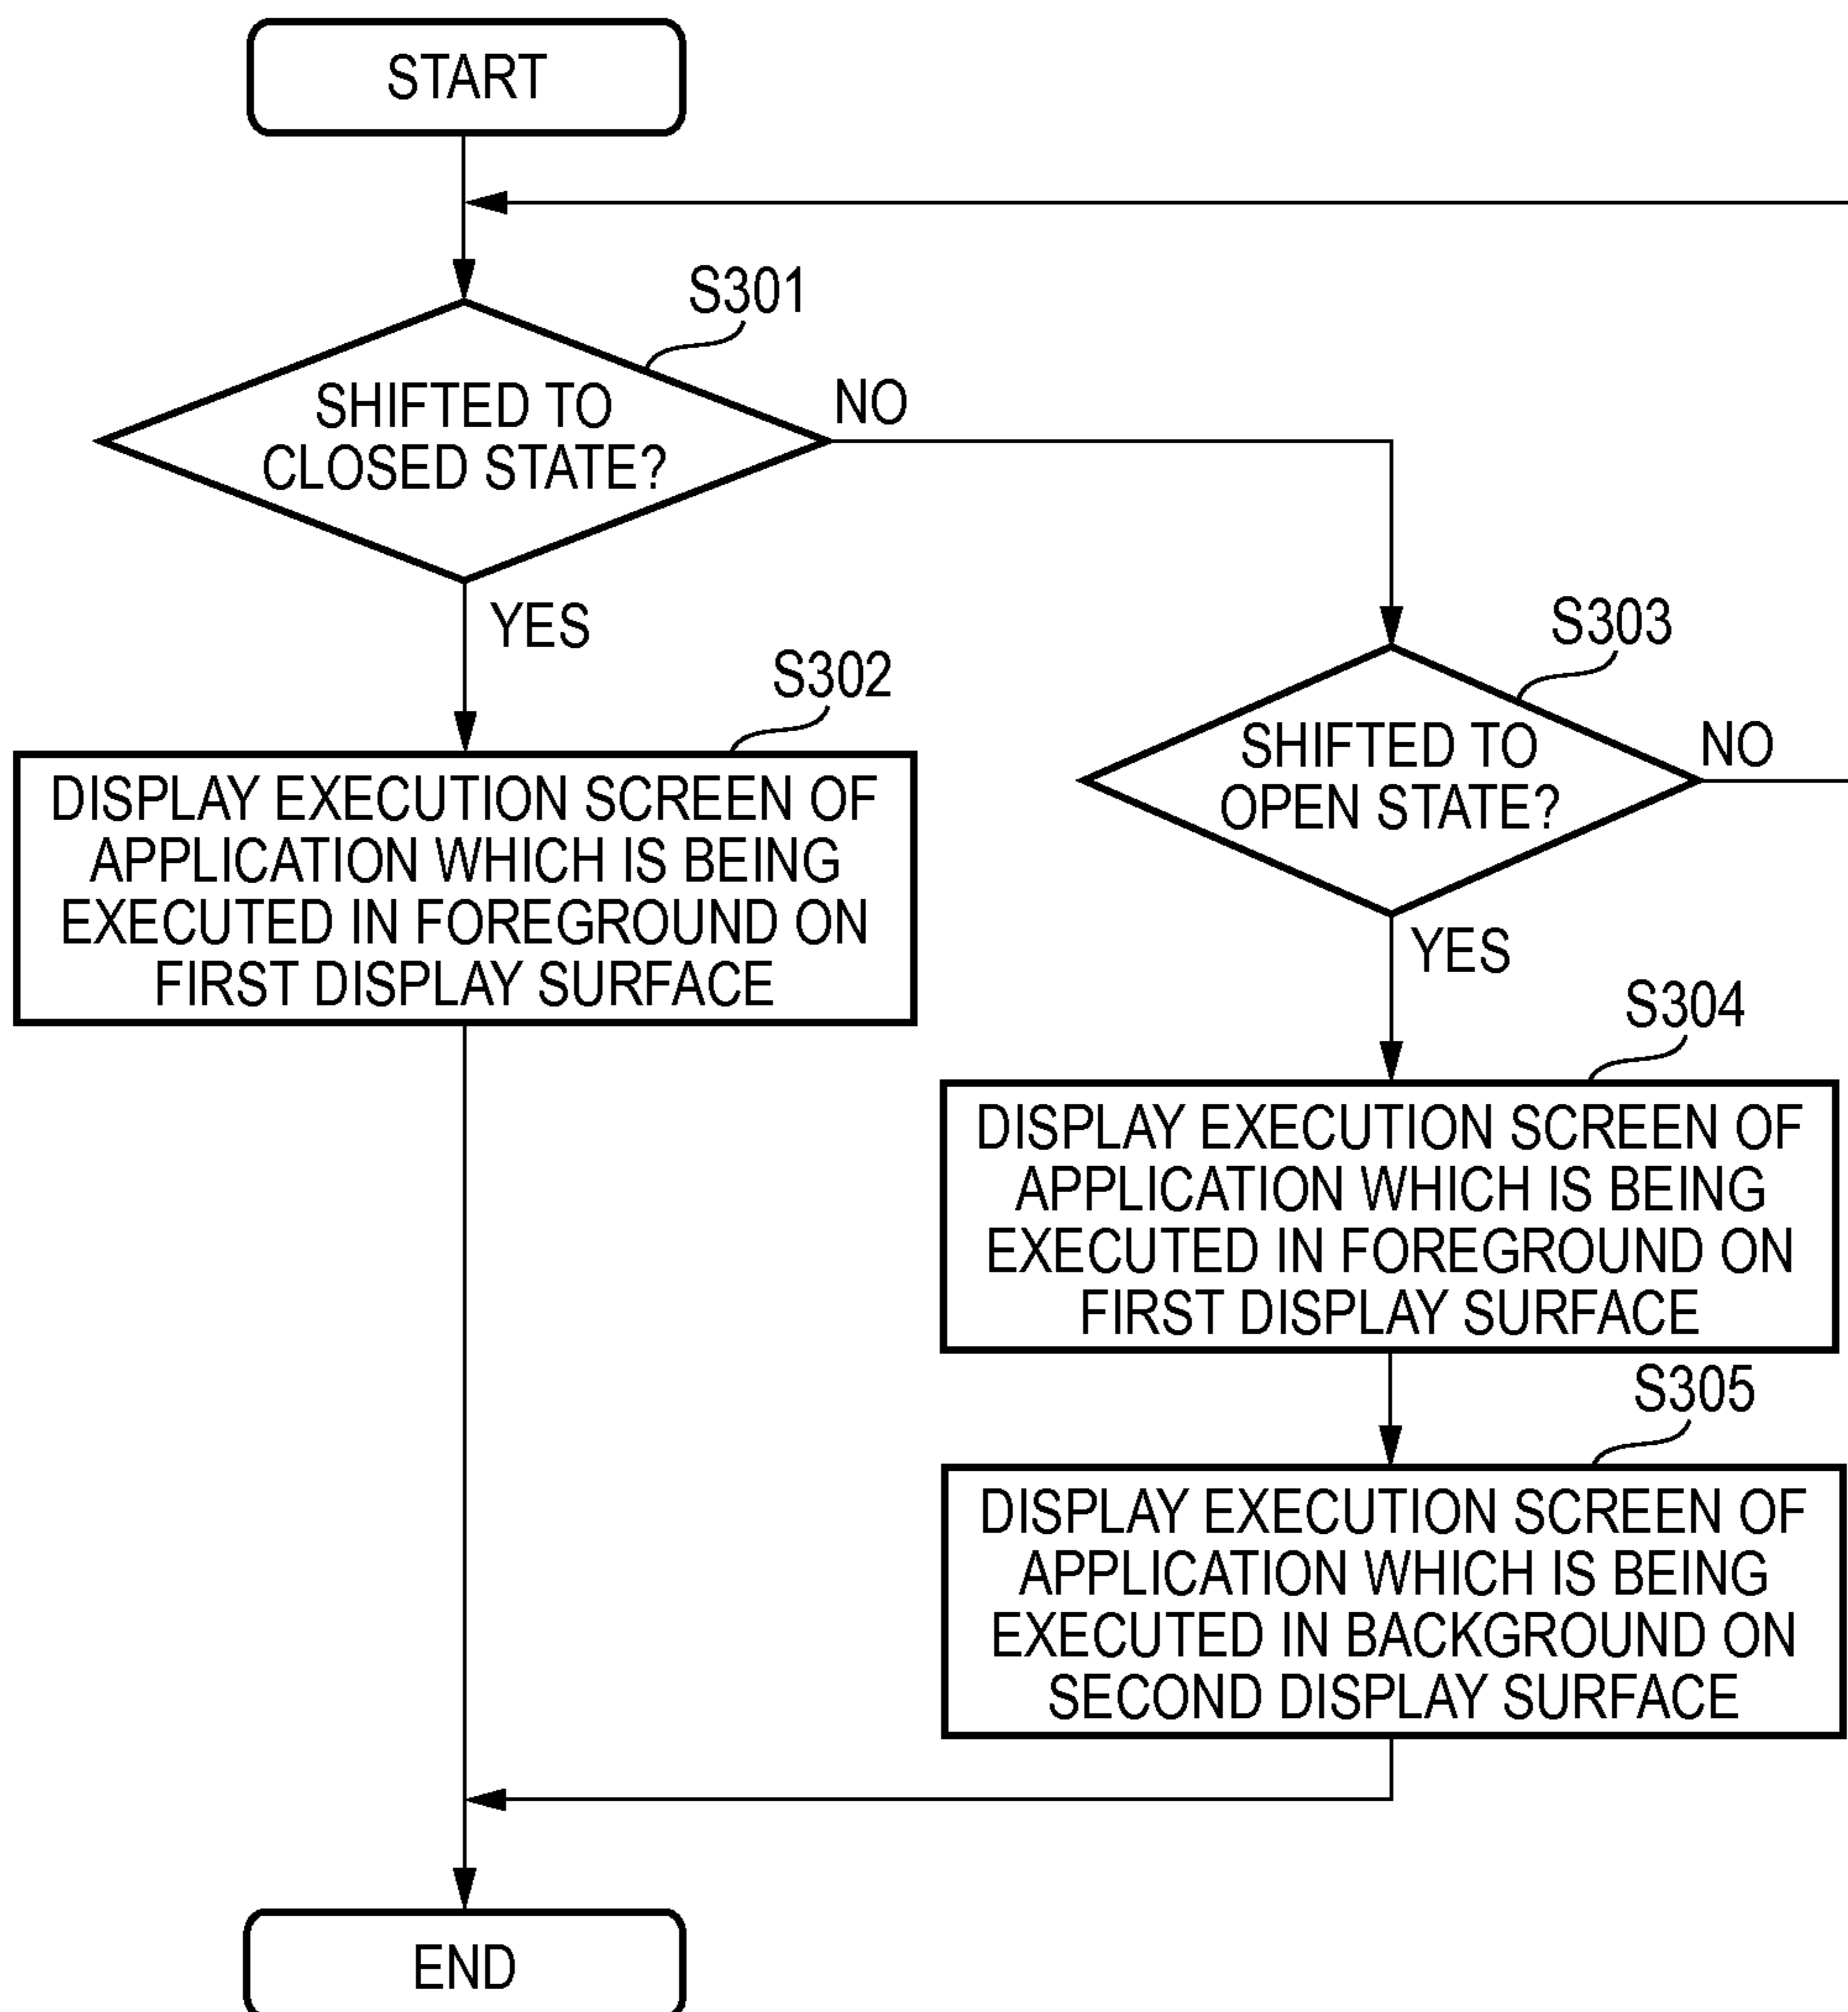 START
S301
SHIFTED TO
CLOSED STATE?
NO
YES
S302
DISPLAY EXECUTION SCREEN OF
APPLICATION WHICH IS BEING
EXECUTED IN FOREGROUND ON
FIRST DISPLAY SURFACE
S303
SHIFTED TO
OPEN STATE?
NO
YES
S304
DISPLAY EXECUTION SCREEN OF
APPLICATION WHICH IS BEING
EXECUTED IN FOREGROUND ON
FIRST DISPLAY SURFACE
S305
DISPLAY EXECUTION SCREEN OF
APPLICATION WHICH IS BEING
EXECUTED IN BACKGROUND ON
SECOND DISPLAY SURFACE
END